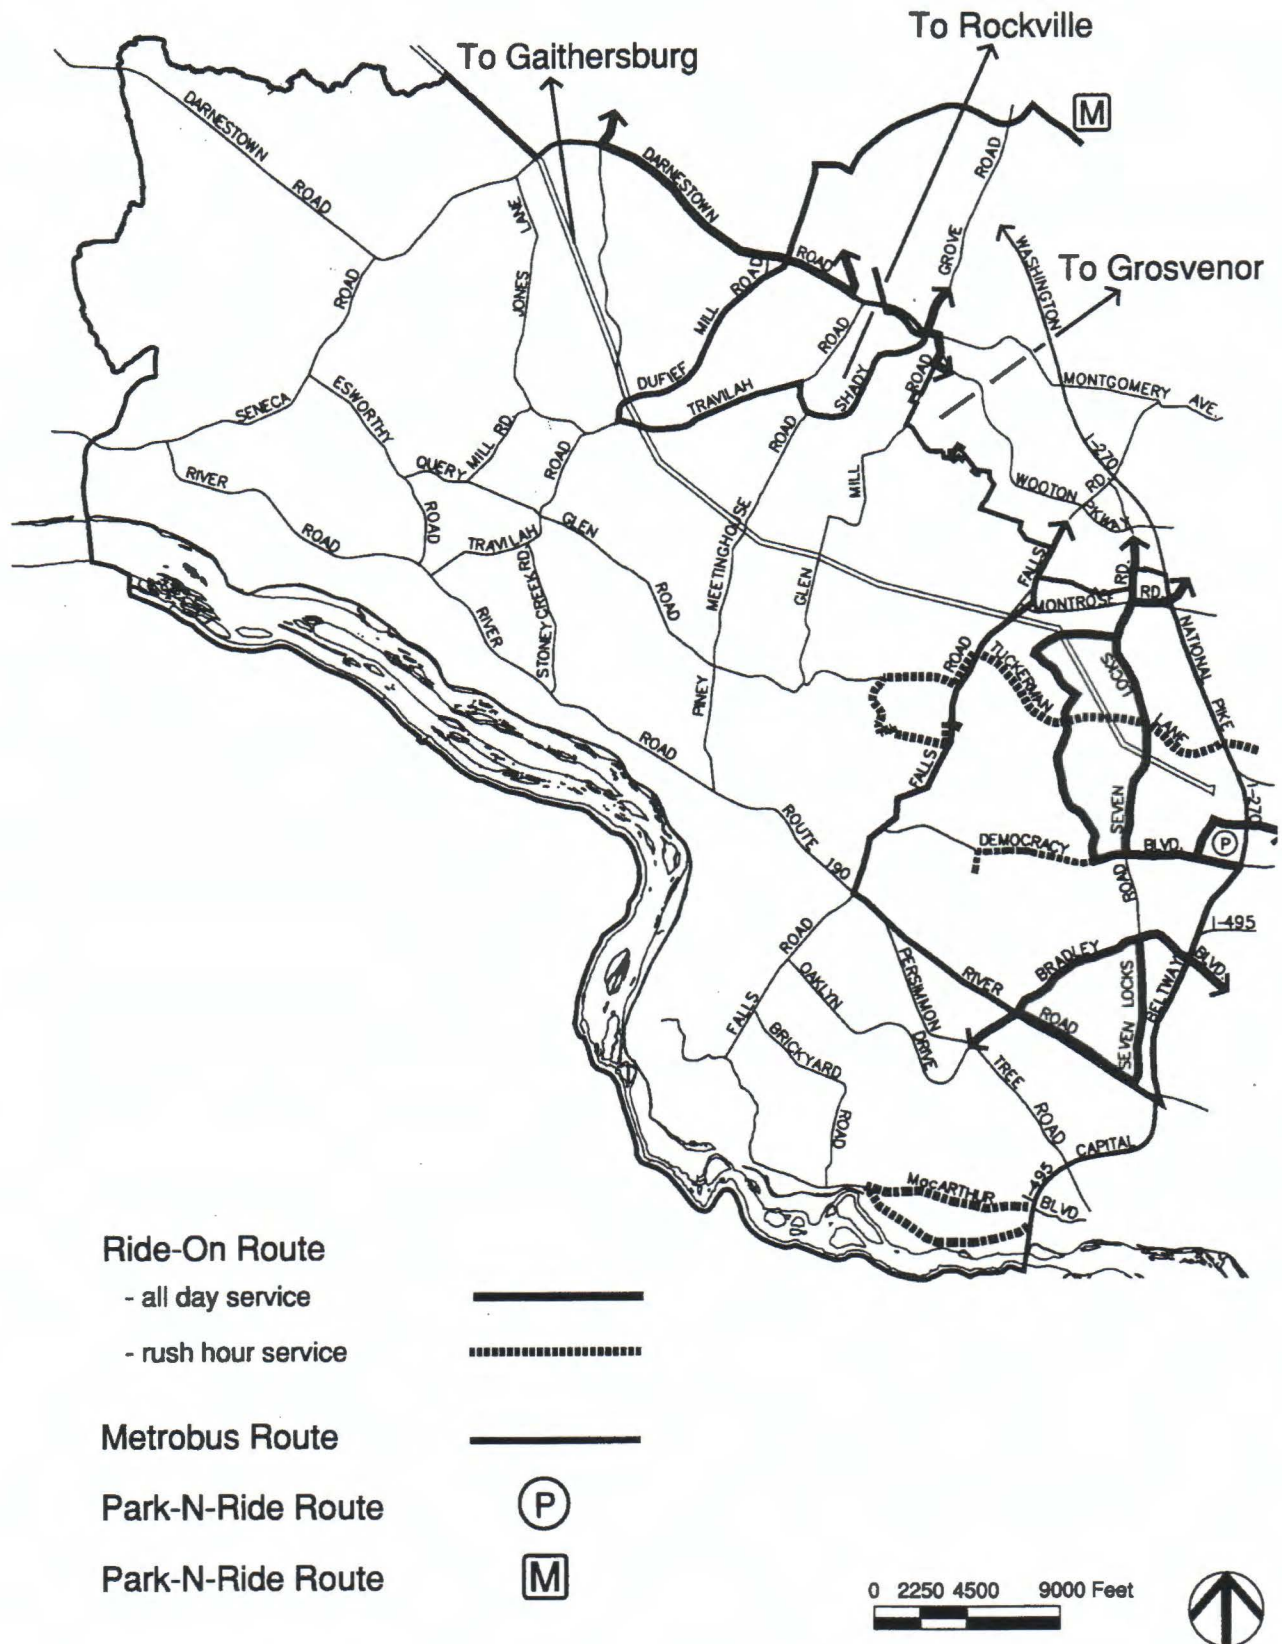 To Rockville
To Gaithersburg
M
DARNESTOWN
ROAD
DARNESTOWN
ROAD
ROAD
GROVE
WASHINGTON
To Grosvenor
LANE
JONES
ROAD
ROAD
MILL
DUFIEF
TRAVILAH
ROAD
SHADY
ROAD
MONTGOMERY AVE.
SENECA
ESWORTHY
QUERY MILL RD.
ROAD
ROAD
MILL
I-270
RD.
WOOTON
PKWY.
RIVER
ROAD
ROAD
TRAVILAH
GLEN
ROAD
MEETINGHOUSE
GLEN
FALLS
RD.
MONTROSE
RD.
RIVER
STONEY CREEK RD.
PINEY
ROAD
TUCKERMAN
LOCKS
NATIONAL PIKE
LANE
ROAD
FALLS
I-270
ROUTE 190
DEMOCRACY
SEVEN
BLVD.
P
ROAD
I-495
ROAD
OAKLYN
PERSIMMON
RIVER
BRADLEY
BLVD.
SEVEN LOCKS
BELTWAY
ROAD
FALLS
DRIVE
BRICKYARD
TREE
ROAD
ROAD
CAPITAL
MacARTHUR
I-495
BLVD
Ride-On Route
- all day service
- rush hour service
Metrobus Route
Park-N-Ride Route P
Park-N-Ride Route M
0 2250 4500 9000 Feet